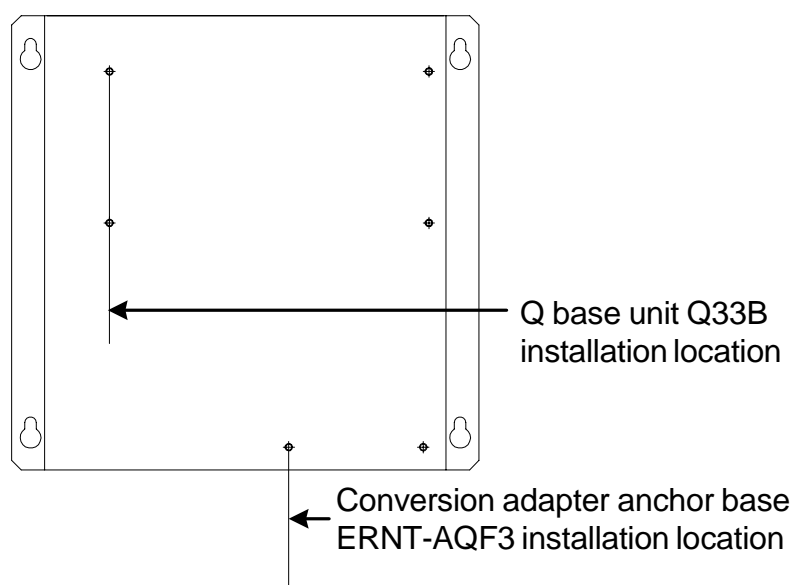 Q base unit Q33B
installation location
Conversion adapter anchor base
ERNT-AQF3 installation location